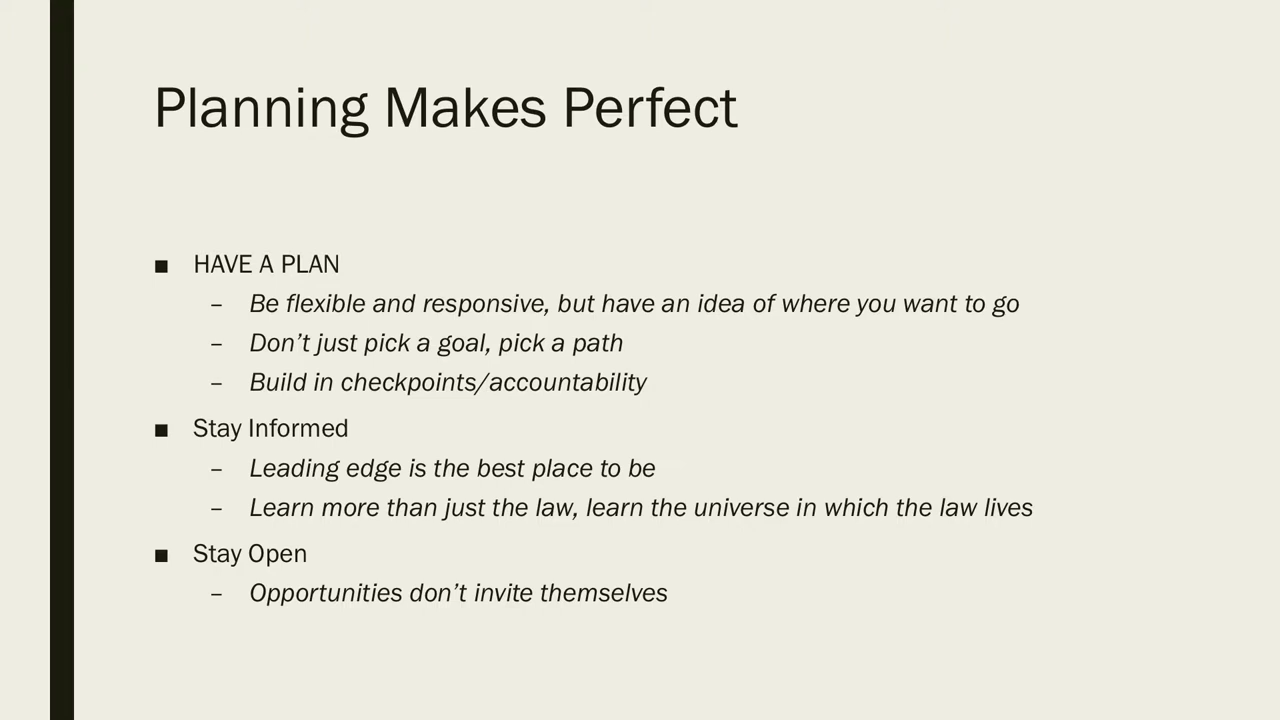 Planning Makes Perfect
■ HAVE A PLAN
– Be flexible and responsive, but have an idea of where you want to go
– Don’t just pick a goal, pick a path
– Build in checkpoints/accountability
■ Stay Informed
– Leading edge is the best place to be
– Learn more than just the law, learn the universe in which the law lives
■ Stay Open
– Opportunities don’t invite themselves